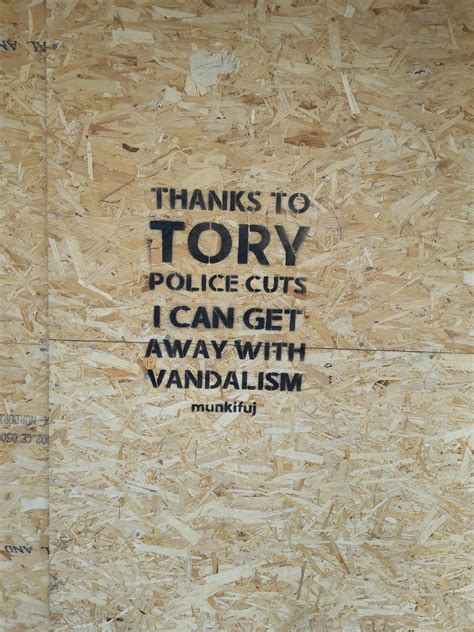 THANKS TO
TORY
POLICE CUTS
I CAN GET
AWAY WITH
VANDALISM
munkifuj